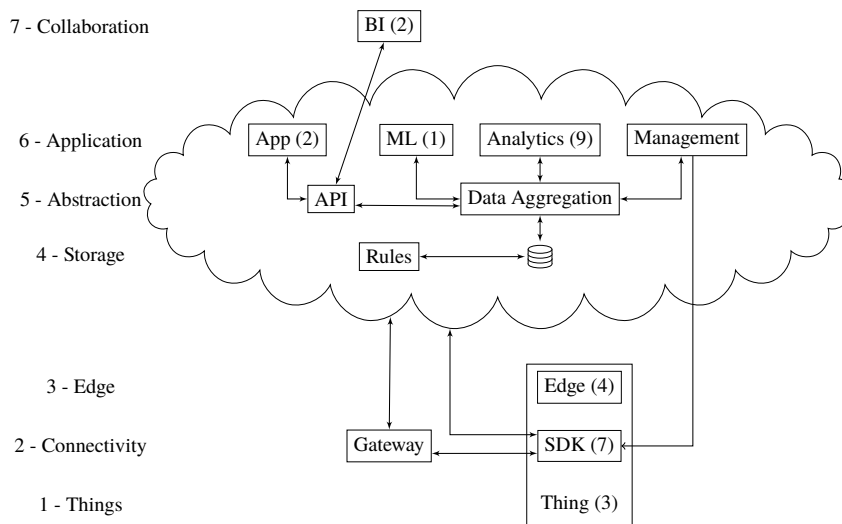 7 - Collaboration
BI (2)
6 - Application
App (2)
ML (1)
Analytics (9)
Management
5 - Abstraction
API
Data Aggregation
4 - Storage
Rules
3 - Edge
Edge (4)
2 - Connectivity
Gateway
SDK (7)
1 - Things
Thing (3)